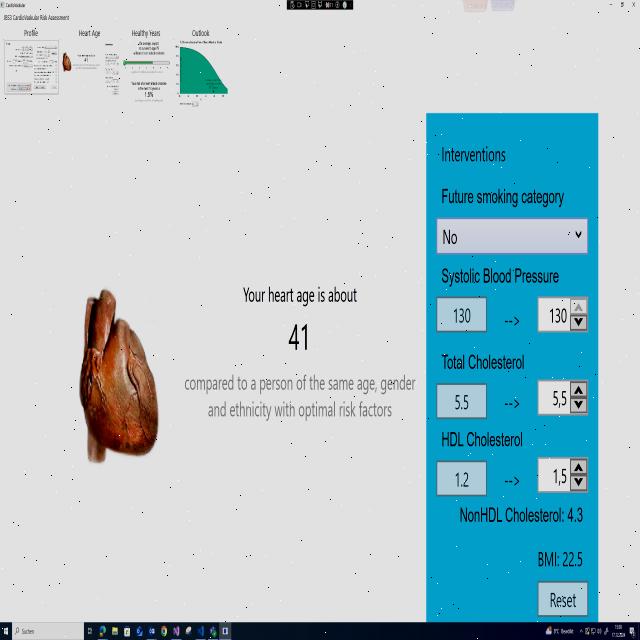 CardioVascular
JBS3 CardioVascular Risk Assessment
Profile
Heart Age
Healthy Years
Outlook
41
Interventions
Future smoking category
No
Systolic Blood Pressure
130 --> 130
Your heart age is about
41
compared to a person of the same age, gender
and ethnicity with optimal risk factors
Total Cholesterol
5.5 --> 5,5
HDL Cholesterol
1.2 --> 1,5
NonHDL Cholesterol: 4.3
BMI: 22.5
Reset
Suchen